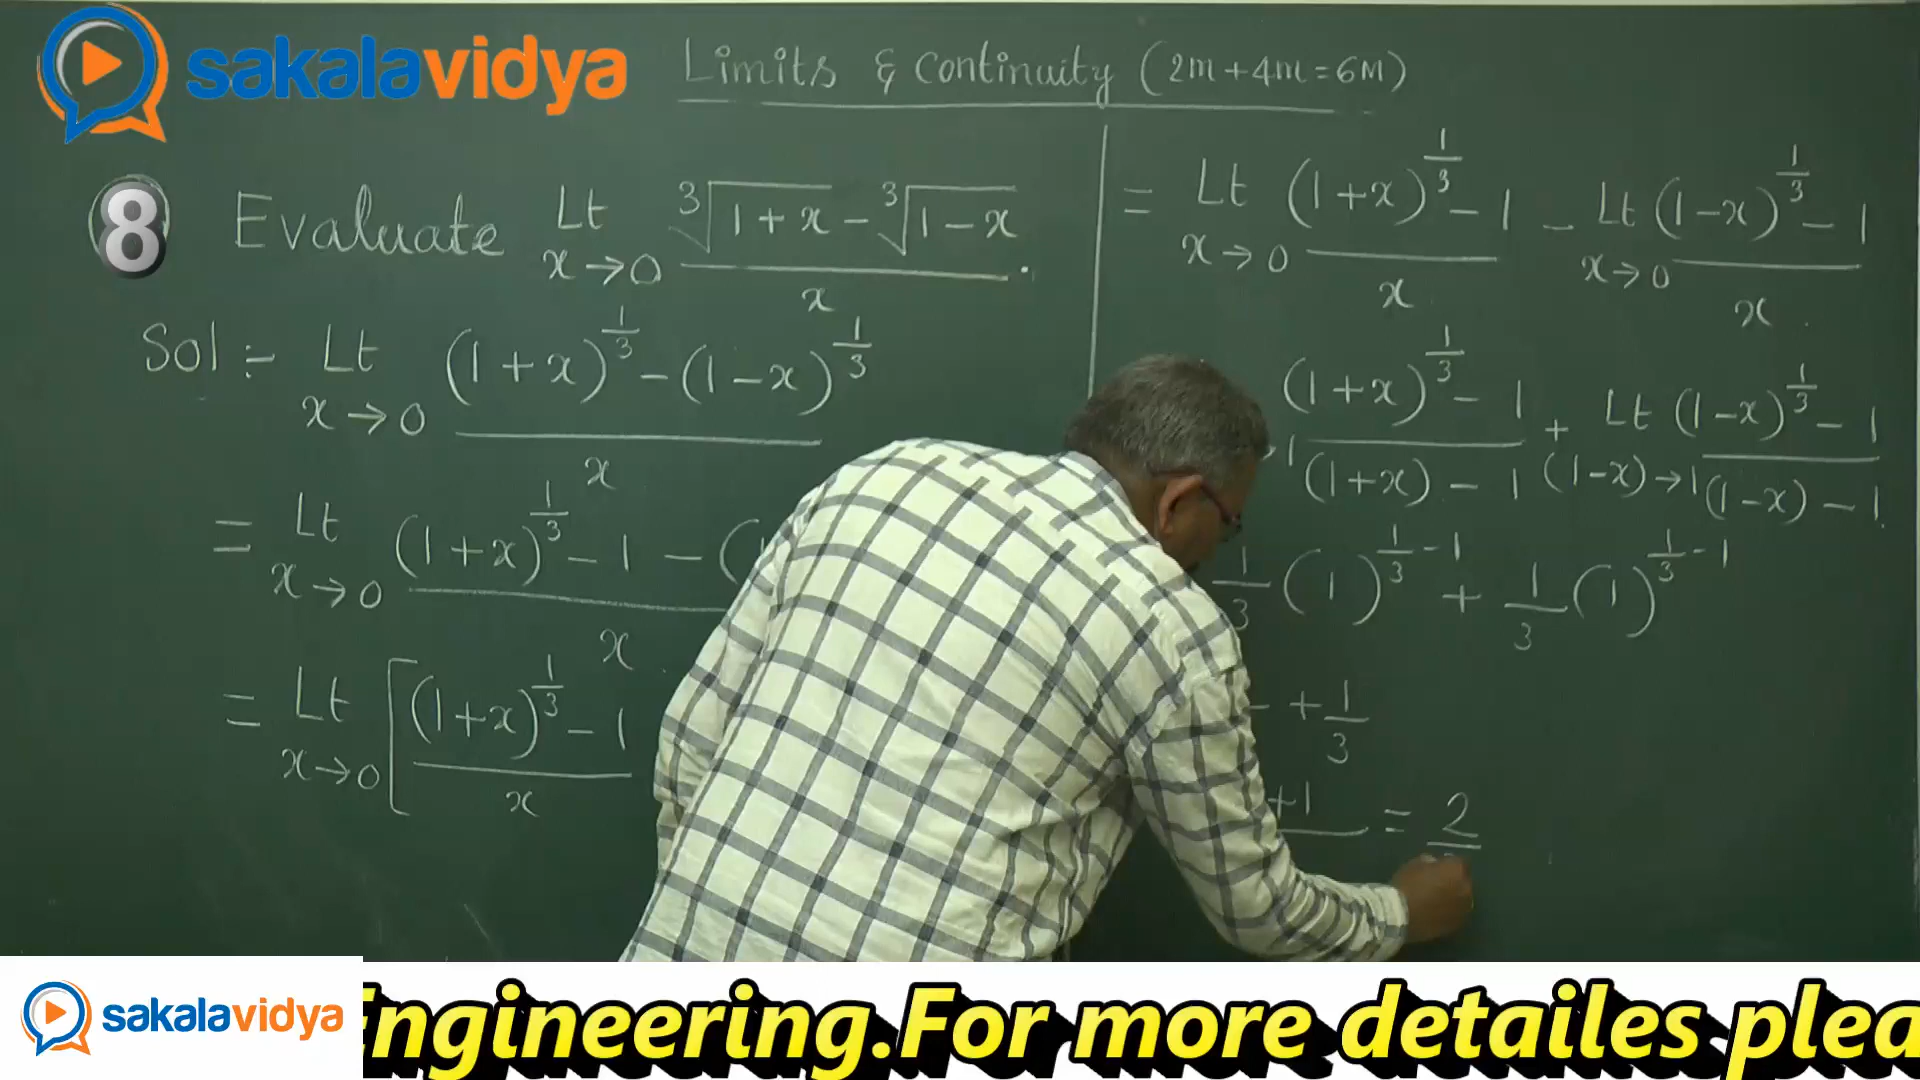 sakalavidya
Limits & Continuity (2m+4m=6M)
8 Evaluate Lt x→0 (∛(1+x) - ∛(1-x))/x.
Sol:- Lt x→0 ((1+x)^(1/3) - (1-x)^(1/3))/x
= Lt x→0 ((1+x)^(1/3) - 1 - (
x
= Lt x→0 [((1+x)^(1/3) - 1)/x
= Lt x→0 ((1+x)^(1/3) - 1)/x - Lt x→0 ((1-x)^(1/3) - 1)/x.
((1+x)^(1/3) - 1)/((1+x) - 1) + Lt (1-x)→1 ((1-x)^(1/3) - 1)/((1-x) - 1).
1/3 (1)^(1/3 - 1) + 1/3 (1)^(1/3 - 1)
+ 1/3
+1 = 2
sakalavidya
Engineering.For more detailes plea